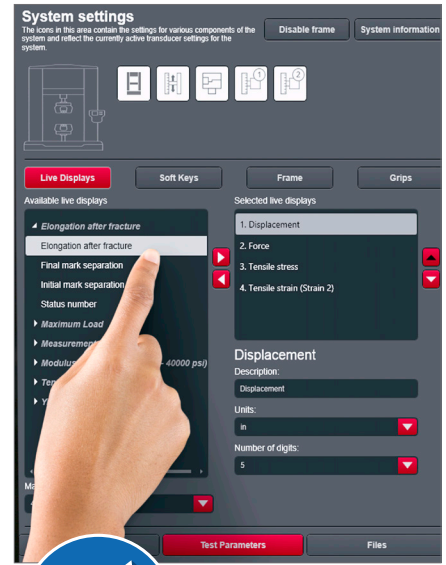 System settings
The icons in this area contain the settings for various components of the
system and reflect the currently active transducer settings for the
system.
Disable frame
System information
1
2
Live Displays
Soft Keys
Frame
Grips
Available live displays
Selected live displays
Elongation after fracture
Elongation after fracture
Final mark separation
Initial mark separation
Status number
Maximum Load
40000 psi)
1. Displacement
2. Force
3. Tensile stress
4. Tensile strain (Strain 2)
Displacement
Description:
Displacement
Units:
in
Number of digits:
5
Test Parameters
Files